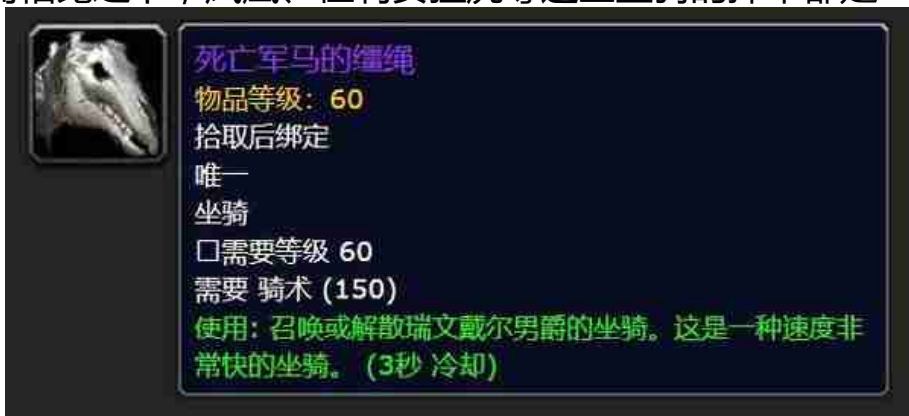 死亡军马的缰绳
物品等级：60
拾取后绑定
唯一
坐骑
口需要等级 60
需要 骑术 (150)
使用: 召唤或解散瑞文戴尔男爵的坐骑。这是一种速度非
常快的坐骑。 (3秒 冷却)